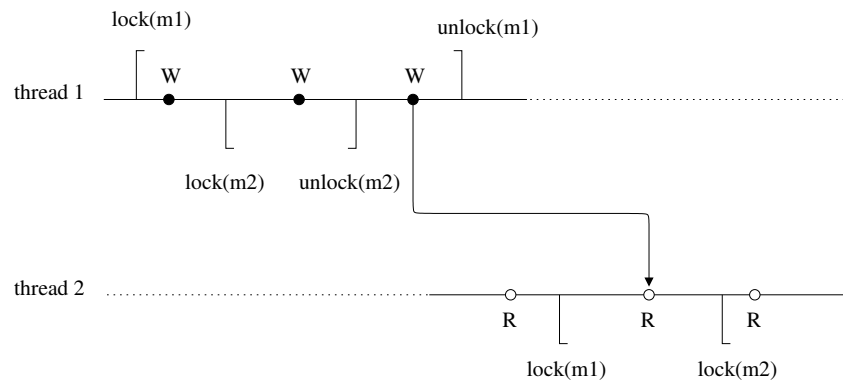 lock(m1)
unlock(m1)
W
W
W
thread 1
lock(m2)
unlock(m2)
thread 2
R
R
R
lock(m1)
lock(m2)